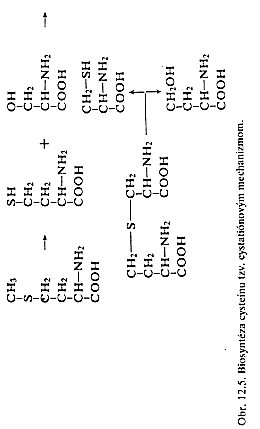 CH₃
S
CH₂
CH₂
CH—NH₂
COOH
→
SH
CH₂
CH₂
CH—NH₂
COOH
+
OH
CH₂
CH—NH₂
COOH
→
CH₂—S—CH₂
CH₂ CH—NH₂
CH—NH₂ COOH
COOH
CH₂—SH
CH—NH₂
COOH
CH₂OH
CH₂
CH—NH₂
COOH
Obr. 12.5. Biosyntéza cysteínu tzv. cystatiónovým mechanizmom.